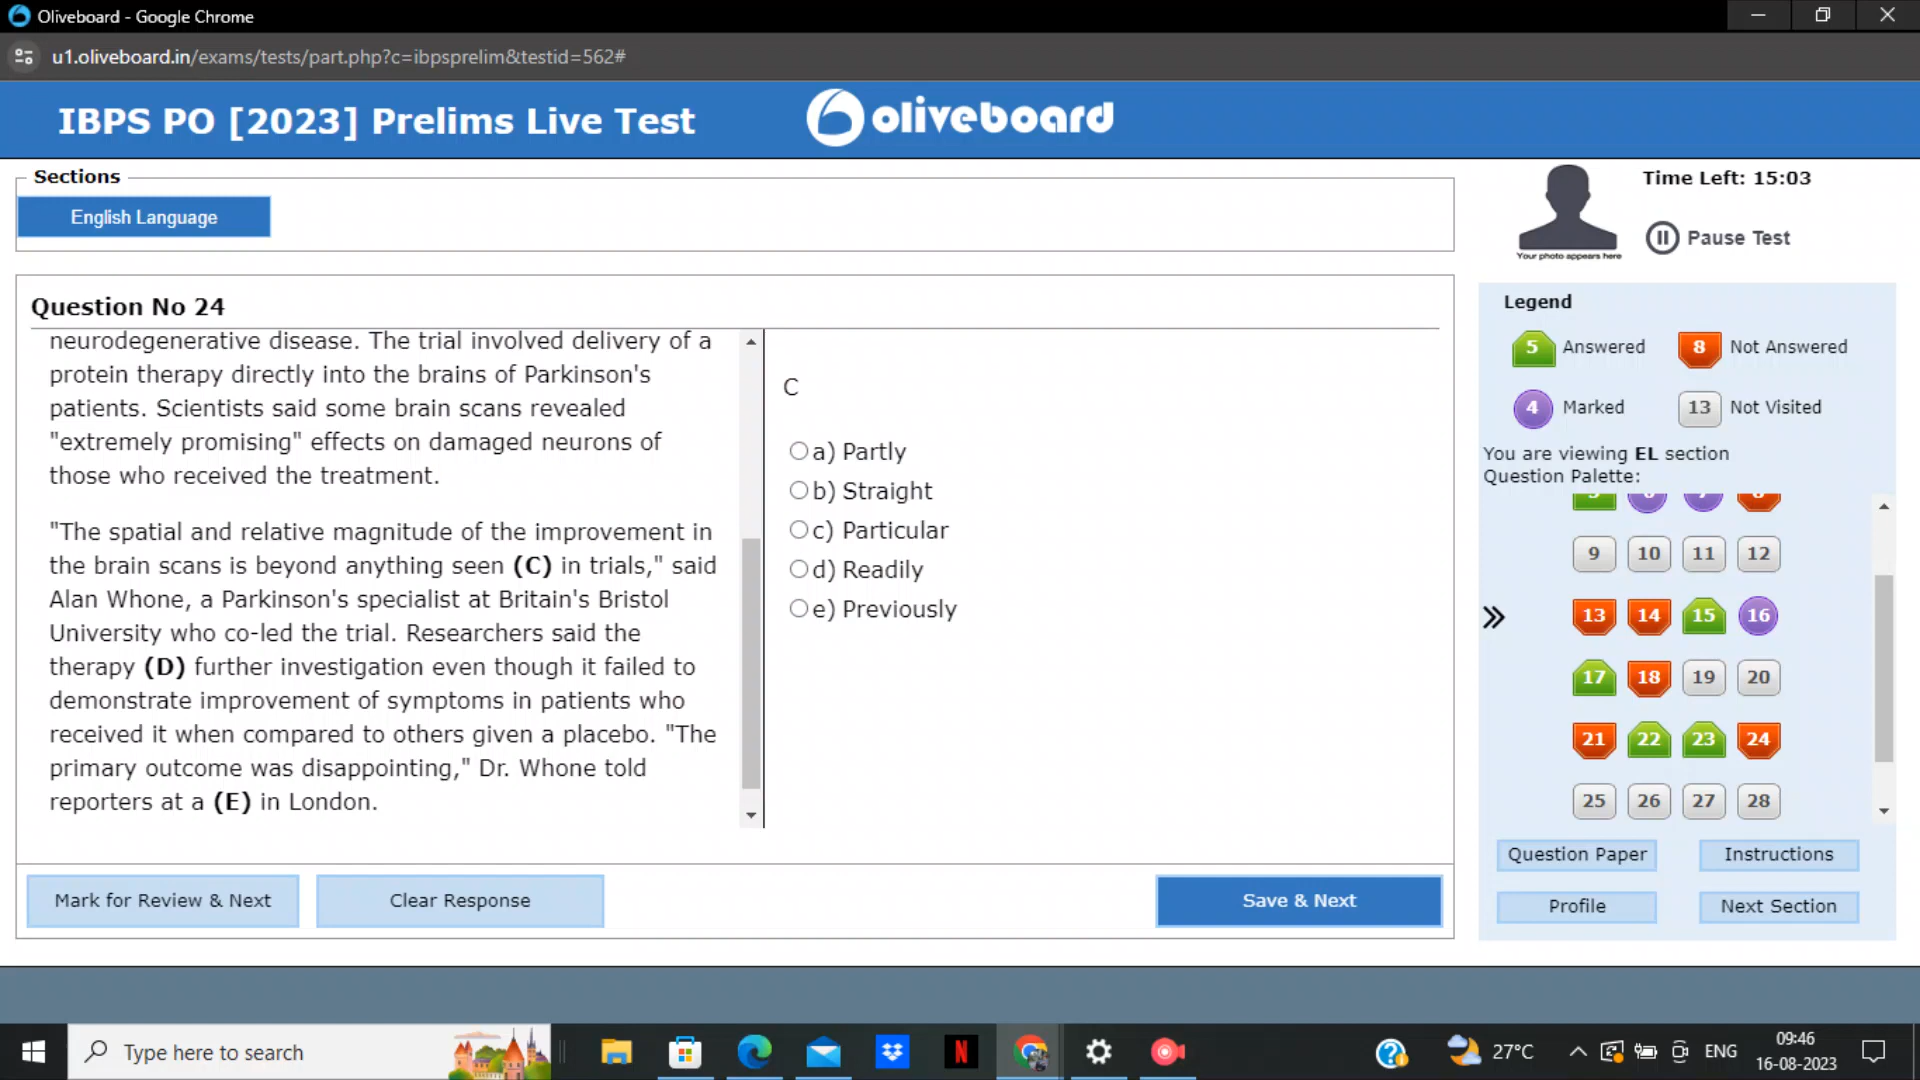 Oliveboard - Google Chrome
u1.oliveboard.in/exams/tests/part.php?c=ibpsprelim&testid=562#
IBPS PO [2023] Prelims Live Test
oliveboard
Sections
English Language
Your photo appears here
Time Left: 15:03
Pause Test
Question No 24
neurodegenerative disease. The trial involved delivery of a
protein therapy directly into the brains of Parkinson's
patients. Scientists said some brain scans revealed
"extremely promising" effects on damaged neurons of
those who received the treatment.
"The spatial and relative magnitude of the improvement in
the brain scans is beyond anything seen (C) in trials," said
Alan Whone, a Parkinson's specialist at Britain's Bristol
University who co-led the trial. Researchers said the
therapy (D) further investigation even though it failed to
demonstrate improvement of symptoms in patients who
received it when compared to others given a placebo. "The
primary outcome was disappointing," Dr. Whone told
reporters at a (E) in London.
C
a) Partly
b) Straight
c) Particular
d) Readily
e) Previously
Legend
5 Answered 8 Not Answered
4 Marked 13 Not Visited
You are viewing EL section
Question Palette:
5 6 7 8
9 10 11 12
13 14 15 16
17 18 19 20
21 22 23 24
25 26 27 28
Question Paper Instructions
Profile Next Section
Mark for Review & Next
Clear Response
Save & Next
Type here to search
N
27°C
ENG
09:46
16-08-2023